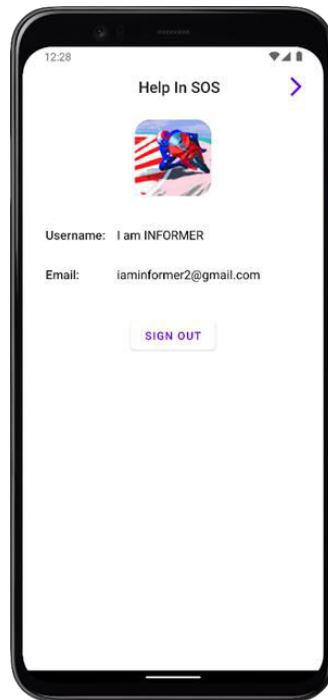 12:28
Help In SOS
Username: I am INFORMER
Email: iaminformer2@gmail.com
SIGN OUT